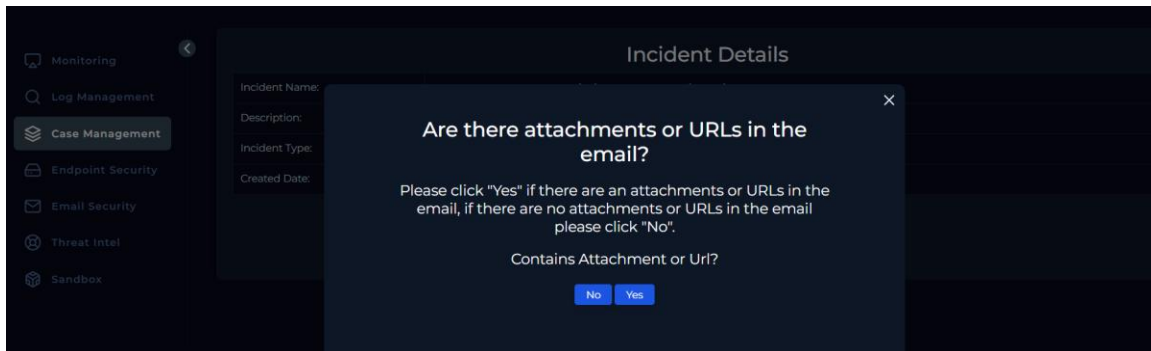 Incident Details
Monitoring
Log Management
Case Management
Endpoint Security
Email Security
Threat Intel
Sandbox
Incident Name:
Description:
Incident Type:
Created Date:
Are there attachments or URLs in the
email?
Please click "Yes" if there are an attachments or URLs in the
email, if there are no attachments or URLs in the email
please click "No".
Contains Attachment or Url?
No Yes